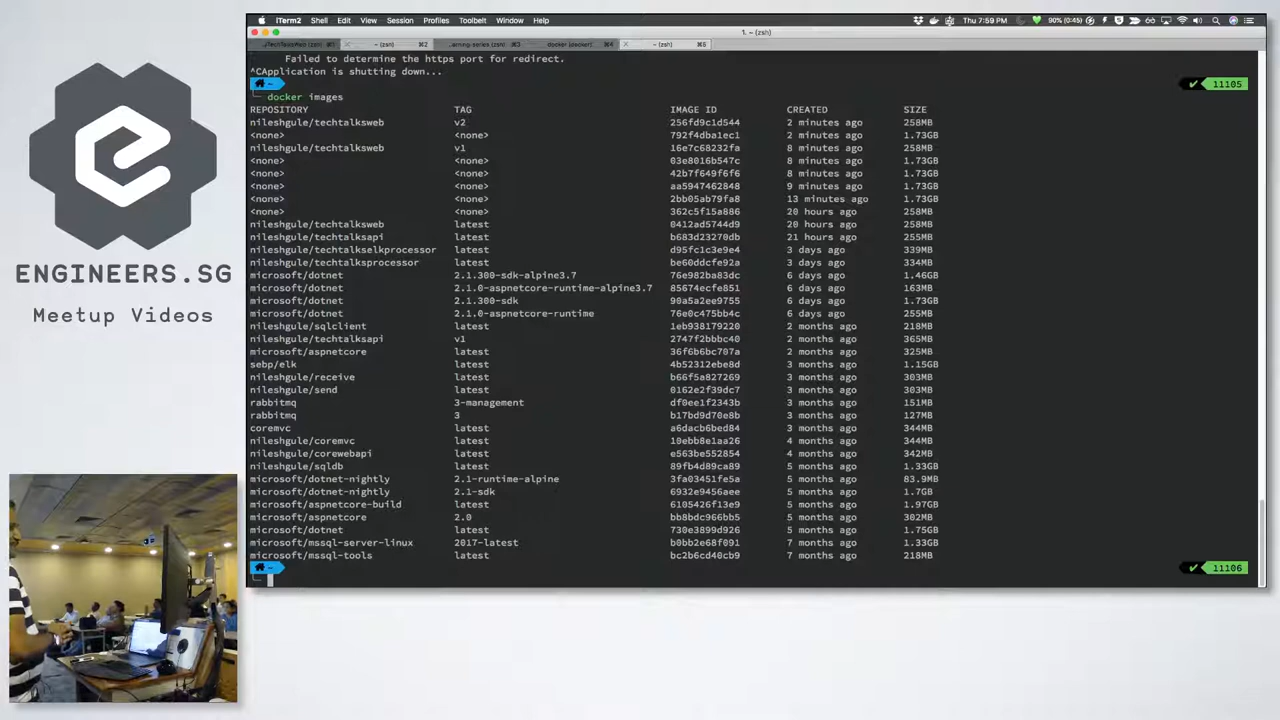 iTerm2 Shell Edit View Session Profiles Toolbelt Window Help 90% (0:45) Thu 7:59 PM
1. ~ (zsh)
~ (zsh) ⌘2 ...arning-series (zsh) ⌘3 docker (docker) ⌘4 ~ (zsh) ⌘5
Failed to determine the https port for redirect.
^CApplication is shutting down...
~ ✔ 11105
docker images
REPOSITORY TAG IMAGE ID CREATED SIZE
nileshgule/techtalksweb v2 256fd9c1d544 2 minutes ago 258MB
<none> <none> 792f4dba1ec1 2 minutes ago 1.73GB
nileshgule/techtalksweb v1 16e7c68232fa 8 minutes ago 258MB
<none> <none> 03e8016b547c 8 minutes ago 1.73GB
<none> <none> 42b7f649f6f6 8 minutes ago 1.73GB
<none> <none> aa5947462848 9 minutes ago 1.73GB
<none> <none> 2bb05ab79fa8 13 minutes ago 1.73GB
<none> <none> 362c5f15a886 20 hours ago 258MB
nileshgule/techtalksweb latest 0412ad5744d9 20 hours ago 258MB
nileshgule/techtalksapi latest b683d23270db 21 hours ago 255MB
nileshgule/techtalkselkprocessor latest d95fc1c3e9e4 3 days ago 339MB
nileshgule/techtalksprocessor latest be60ddcfe92a 3 days ago 334MB
microsoft/dotnet 2.1.300-sdk-alpine3.7 76e982ba83dc 6 days ago 1.46GB
microsoft/dotnet 2.1.0-aspnetcore-runtime-alpine3.7 85674ecfe851 6 days ago 163MB
microsoft/dotnet 2.1.300-sdk 90a5a2ee9755 6 days ago 1.73GB
microsoft/dotnet 2.1.0-aspnetcore-runtime 76e0c475bb4c 6 days ago 255MB
nileshgule/sqlclient latest 1eb938179220 2 months ago 218MB
nileshgule/techtalksapi v1 2747f2bbbc40 2 months ago 365MB
microsoft/aspnetcore latest 36f6b6bc707a 2 months ago 325MB
sebp/elk latest 4b52312ebe8d 3 months ago 1.15GB
nileshgule/receive latest b66f5a827269 3 months ago 303MB
nileshgule/send latest 0162e2f39dc7 3 months ago 303MB
rabbitmq 3-management df0ee1f2343b 3 months ago 151MB
rabbitmq 3 b17bd9d70e8b 3 months ago 127MB
coremvc latest a6dacb6bed84 3 months ago 344MB
nileshgule/coremvc latest 10ebb8e1aa26 4 months ago 344MB
nileshgule/corewebapi latest e563be552854 4 months ago 342MB
nileshgule/sqldb latest 89fb4d89ca89 5 months ago 1.33GB
microsoft/dotnet-nightly 2.1-runtime-alpine 3fa03451fe5a 5 months ago 83.9MB
microsoft/dotnet-nightly 2.1-sdk 6932e9456aee 5 months ago 1.7GB
microsoft/aspnetcore-build latest 6105426f13e9 5 months ago 1.97GB
microsoft/aspnetcore 2.0 bb8bdc966bb5 5 months ago 302MB
microsoft/dotnet latest 730e3899d926 5 months ago 1.75GB
microsoft/mssql-server-linux 2017-latest b0bb2e68f091 7 months ago 1.33GB
microsoft/mssql-tools latest bc2b6cd40cb9 7 months ago 218MB
~ ✔ 11106
ENGINEERS.SG
Meetup Videos